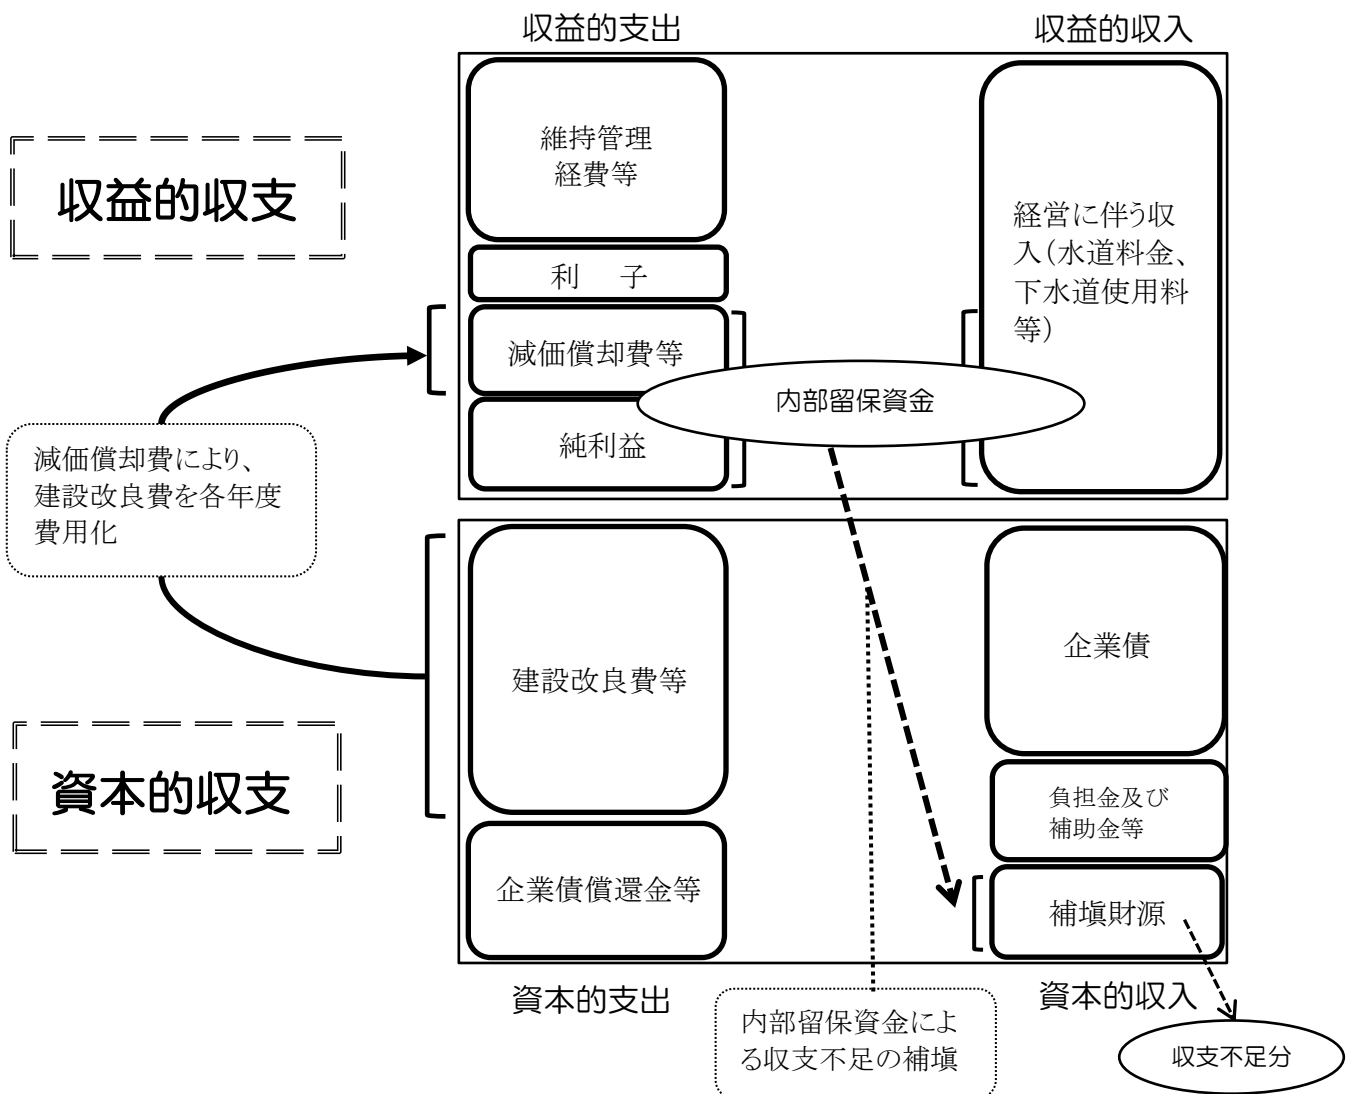 収益的支出
収益的収入
収益的収支
維持管理
経費等
利 子
減価償却費等
純利益
内部留保資金
経営に伴う収
入(水道料金、
下水道使用料
等)
減価償却費により、
建設改良費を各年度
費用化
資本的収支
建設改良費等
企業債償還金等
企業債
負担金及び
補助金等
補塡財源
資本的支出
資本的収入
内部留保資金によ
る収支不足の補塡
収支不足分